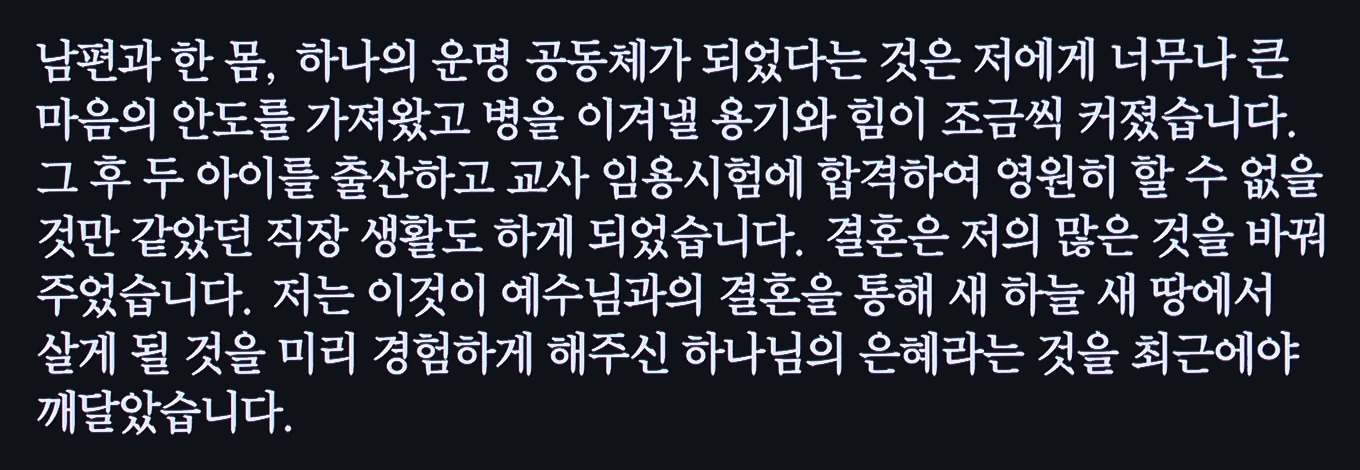 남편과 한 몸, 하나의 운명 공동체가 되었다는 것은 저에게 너무나 큰
마음의 안도를 가져왔고 병을 이겨낼 용기와 힘이 조금씩 커졌습니다.
그 후 두 아이를 출산하고 교사 임용시험에 합격하여 영원히 할 수 없을
것만 같았던 직장 생활도 하게 되었습니다. 결혼은 저의 많은 것을 바꿔
주었습니다. 저는 이것이 예수님과의 결혼을 통해 새 하늘 새 땅에서
살게 될 것을 미리 경험하게 해주신 하나님의 은혜라는 것을 최근에야
깨달았습니다.